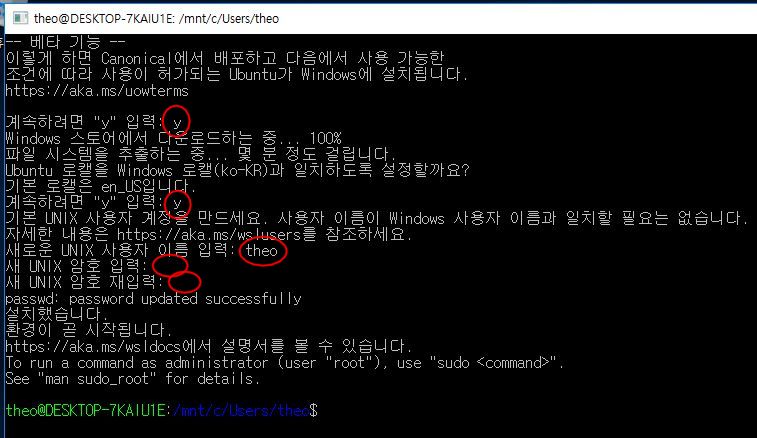 theo@DESKTOP-7KAIU1E: /mnt/c/Users/theo
-- 베타 기능 --
이렇게 하면 Canonical에서 배포하고 다음에서 사용 가능한
조건에 따라 사용이 허가되는 Ubuntu가 Windows에 설치됩니다.
https://aka.ms/uowterms
계속하려면 "y" 입력: y
Windows 스토어에서 다운로드하는 중... 100%
파일 시스템을 추출하는 중... 몇 분 정도 걸립니다.
Ubuntu 로캘을 Windows 로캘(ko-KR)과 일치하도록 설정할까요?
기본 로캘은 en_US입니다.
계속하려면 "y" 입력: y
기본 UNIX 사용자 계정을 만드세요. 사용자 이름이 Windows 사용자 이름과 일치할 필요는 없습니다.
자세한 내용은 https://aka.ms/wslusers를 참조하세요.
새로운 UNIX 사용자 이름 입력: theo
새 UNIX 암호 입력:
새 UNIX 암호 재입력:
passwd: password updated successfully
설치했습니다.
환경이 곧 시작됩니다.
https://aka.ms/wsldocs에서 설명서를 볼 수 있습니다.
To run a command as administrator (user "root"), use "sudo <command>".
See "man sudo_root" for details.
theo@DESKTOP-7KAIU1E:/mnt/c/Users/theo$